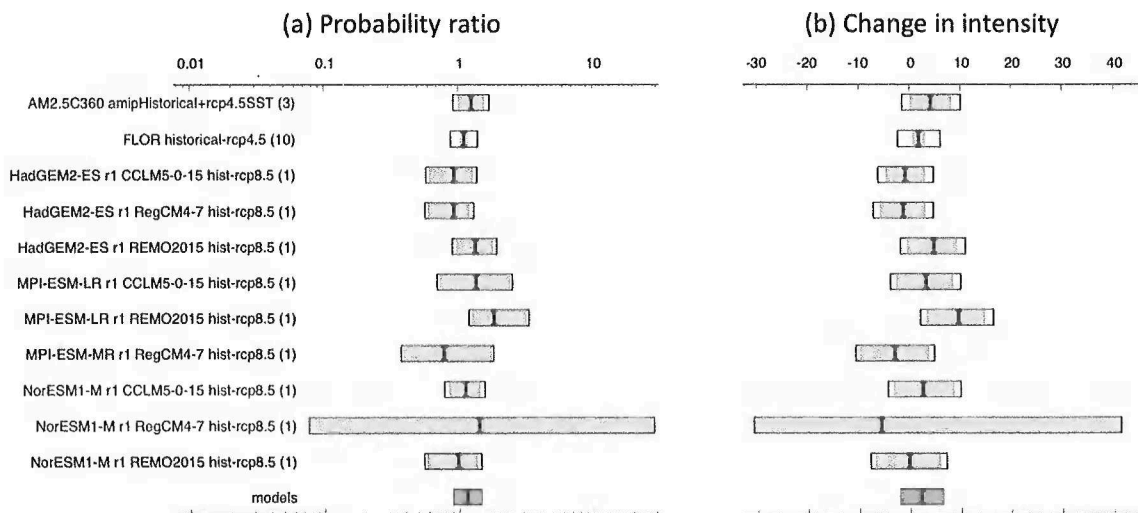 (a) Probability ratio (b) Change in intensity
0.01 0.1 1 10 -30 -20 -10 0 10 20 30 40
AM2.5C360 amipHistorical+rcp4.5SST (3)
FLOR historical-rcp4.5 (10)
HadGEM2-ES r1 CCLM5-0-15 hist-rcp8.5 (1)
HadGEM2-ES r1 RegCM4-7 hist-rcp8.5 (1)
HadGEM2-ES r1 REMO2015 hist-rcp8.5 (1)
MPI-ESM-LR r1 CCLM5-0-15 hist-rcp8.5 (1)
MPI-ESM-LR r1 REMO2015 hist-rcp8.5 (1)
MPI-ESM-MR r1 RegCM4-7 hist-rcp8.5 (1)
NorESM1-M r1 CCLM5-0-15 hist-rcp8.5 (1)
NorESM1-M r1 RegCM4-7 hist-rcp8.5 (1)
NorESM1-M r1 REMO2015 hist-rcp8.5 (1)
models